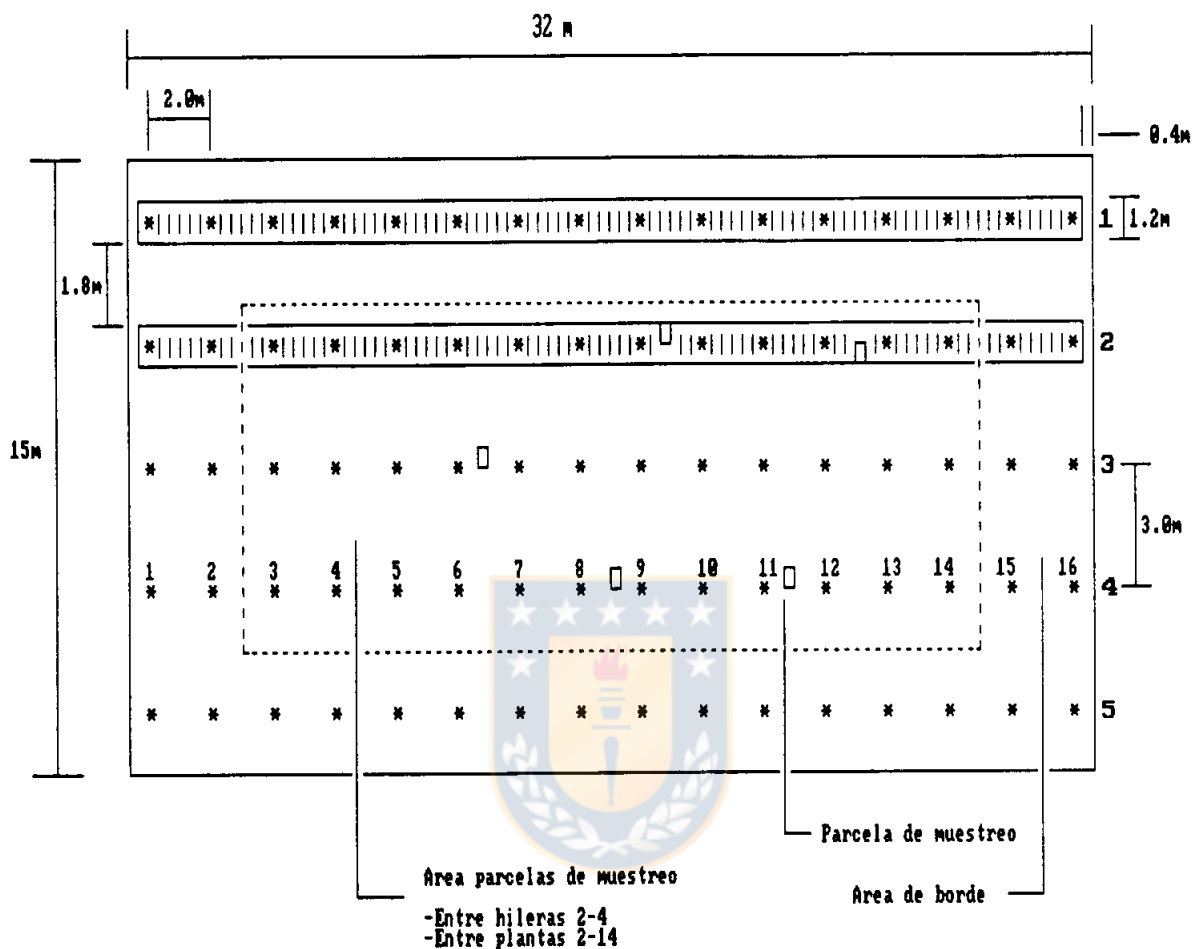 32 m
2.0m
0.4m
* * * * * * * * * * * * * * * * 1 1.2m
1.8m
* * * * * * * * * * * * * * * * 2
15m
* * * * * * * * * * * * * * * * 3
3.0m
1 2 3 4 5 6 7 8 9 10 11 12 13 14 15 16
* * * * * * * * * * * * * * * * 4
* * * * * * * * * * * * * * * * 5
Parcela de muestreo
Area parcelas de muestreo
Area de borde
-Entre hileras 2-4
-Entre plantas 2-14